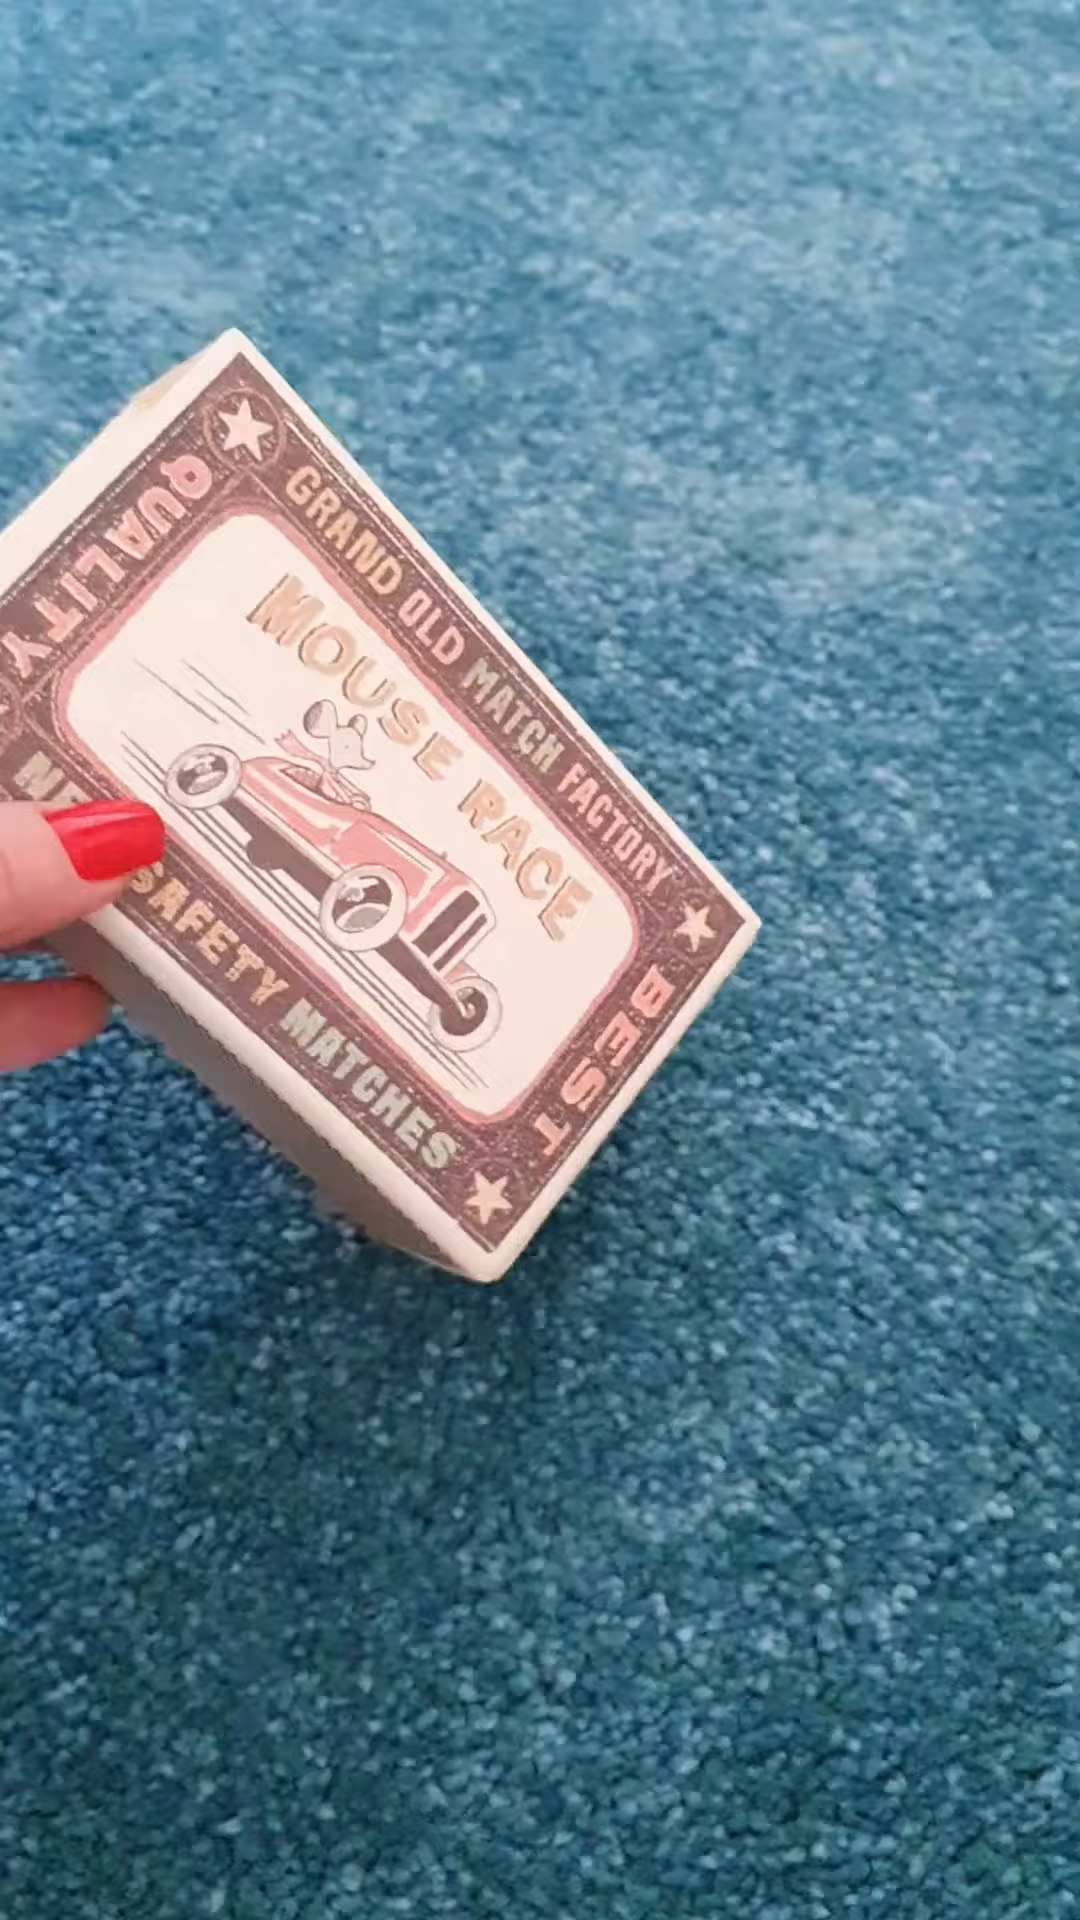 GRAND OLD MATCH FACTORY
QUALITY
MOUSE RACE
BEST
SAFETY MATCHES